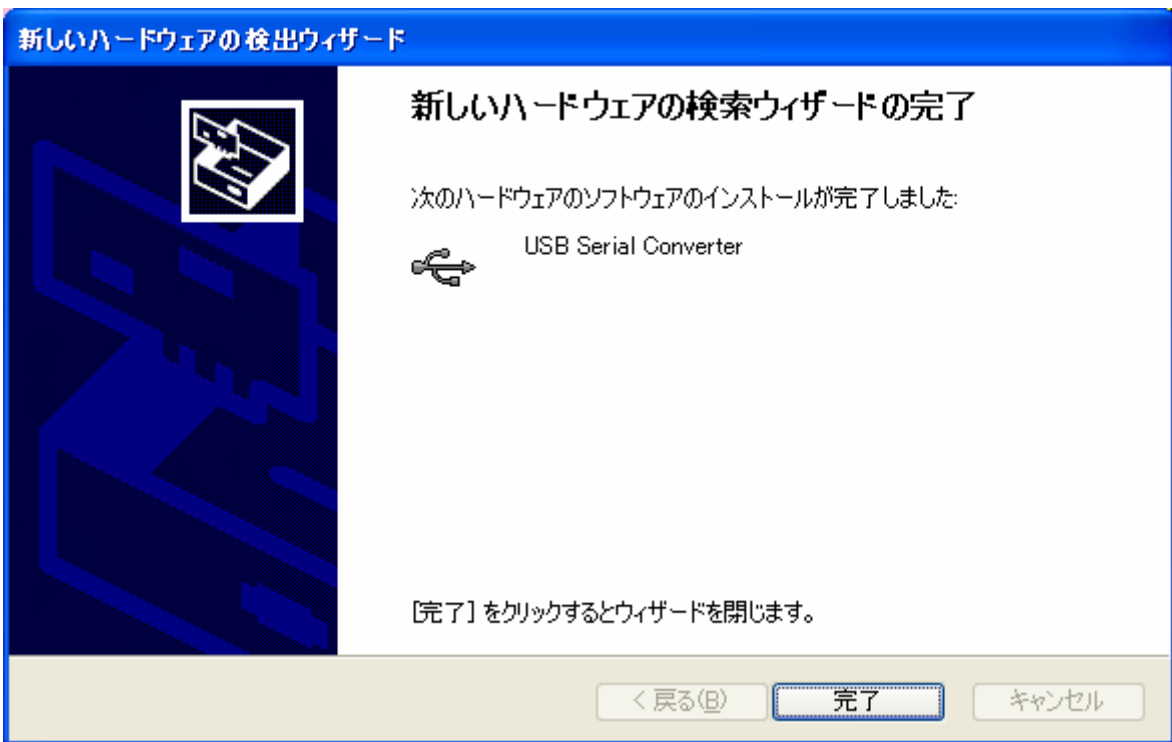 新しいハードウェアの検出ウィザード
新しいハードウェアの検索ウィザードの完了
次のハードウェアのソフトウェアのインストールが完了しました:
USB Serial Converter
[完了] をクリックするとウィザードを閉じます。
< 戻る(B)
完了
キャンセル